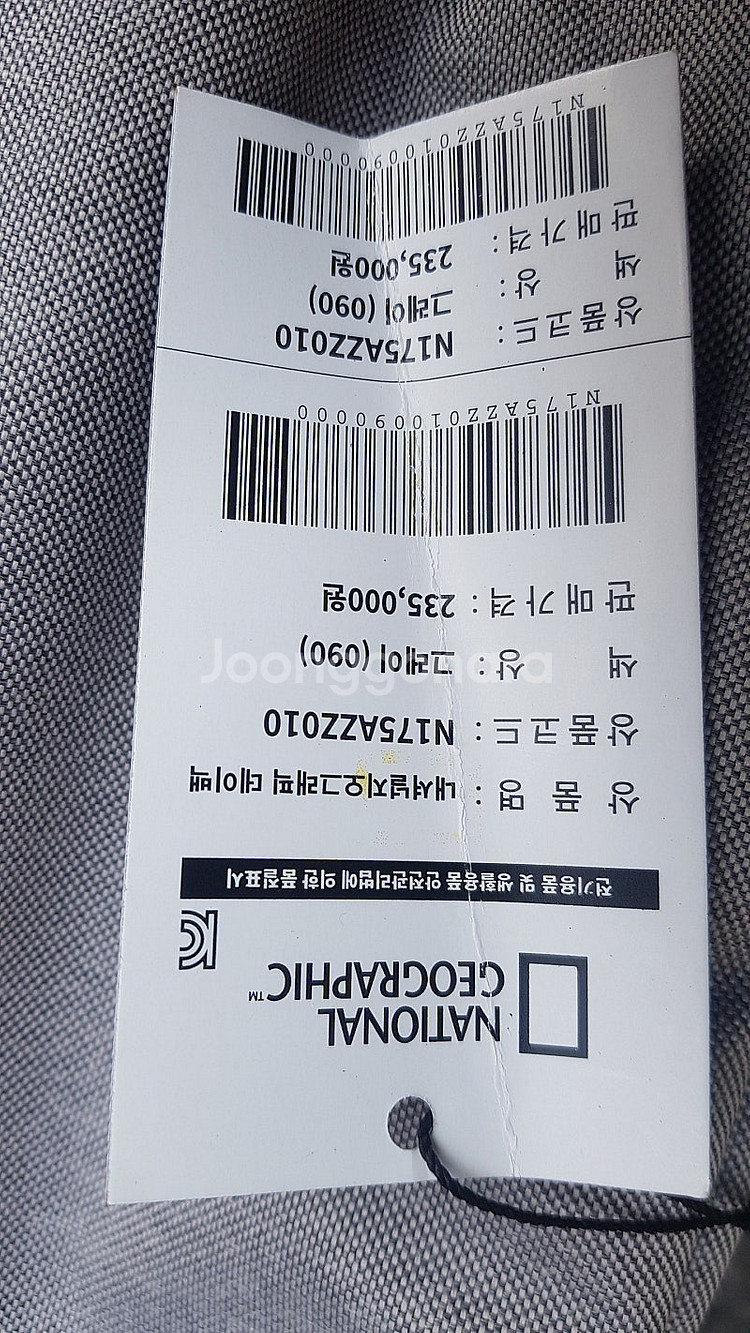 NATIONAL
GEOGRAPHIC™
전기용품 및 생활용품 안전관리법에 의한 품질표시
상 품 명 : 내셔널지오그래픽 데이백
상품코드 : N175AZZ010
색 상 : 그레이 (090)
판매가격 : 235,000원
N175AZZ010090000
상품코드 : N175AZZ010
색 상 : 그레이 (090)
판매가격 : 235,000원
N175AZZ010090000
Joonggonara